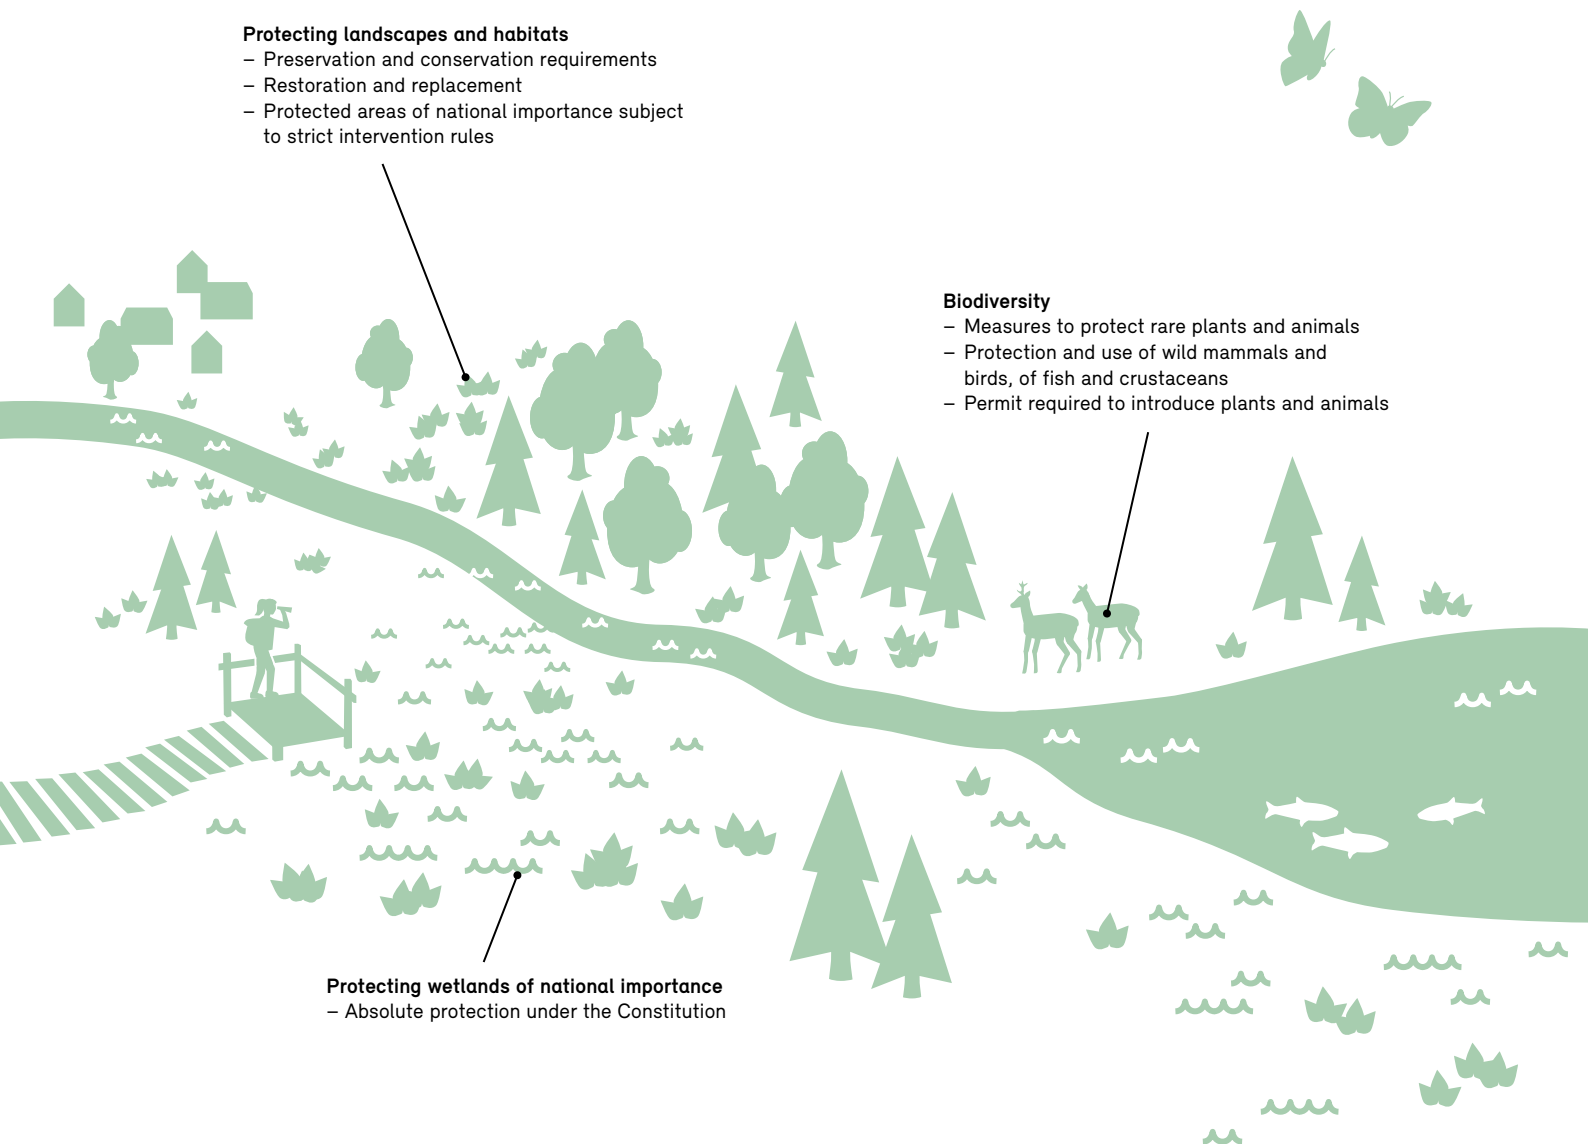 Protecting landscapes and habitats
– Preservation and conservation requirements
– Restoration and replacement
– Protected areas of national importance subject
to strict intervention rules
Biodiversity
– Measures to protect rare plants and animals
– Protection and use of wild mammals and
birds, of fish and crustaceans
– Permit required to introduce plants and animals
Protecting wetlands of national importance
– Absolute protection under the Constitution